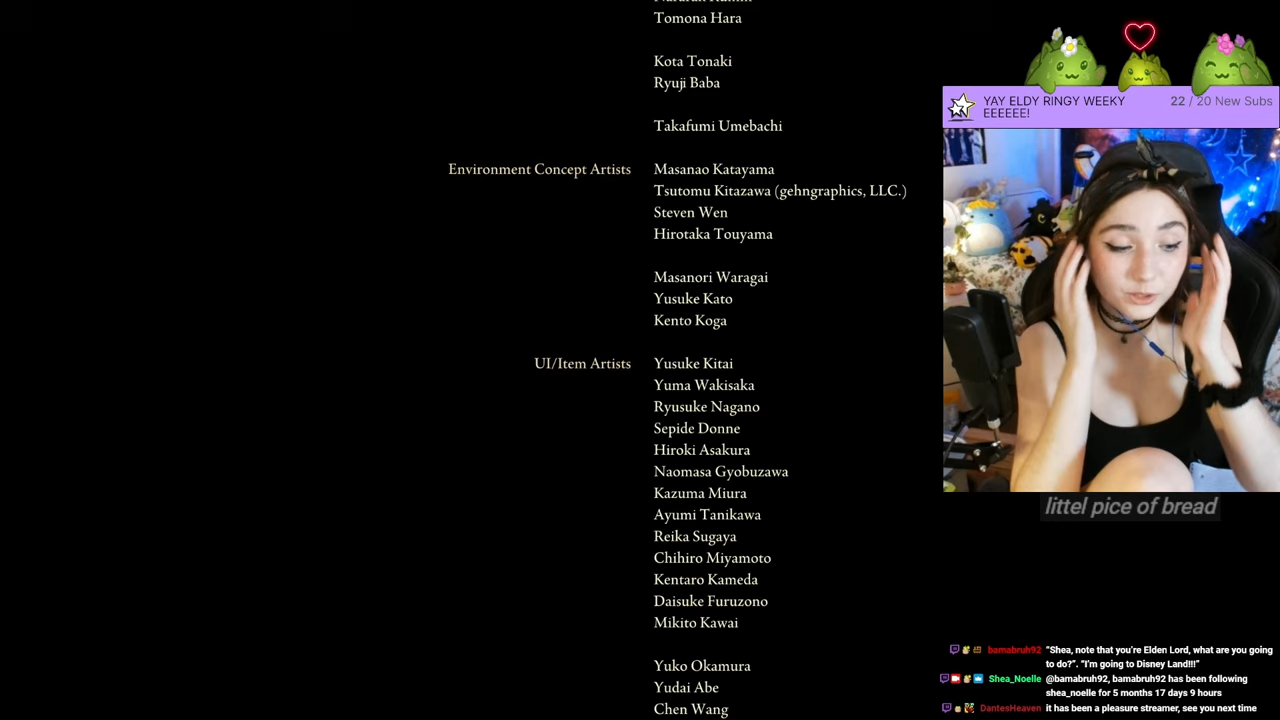 Tomona Hara
Kota Tonaki
Ryuji Baba
Takafumi Umebachi
Environment Concept Artists
Masanao Katayama
Tsutomu Kitazawa (gehngraphics, LLC.)
Steven Wen
Hirotaka Touyama
Masanori Waragai
Yusuke Kato
Kento Koga
UI/Item Artists
Yusuke Kitai
Yuma Wakisaka
Ryusuke Nagano
Sepide Donne
Hiroki Asakura
Naomasa Gyobuzawa
Kazuma Miura
Ayumi Tanikawa
Reika Sugaya
Chihiro Miyamoto
Kentaro Kameda
Daisuke Furuzono
Mikito Kawai
Yuko Okamura
Yudai Abe
Chen Wang
YAY ELDY RINGY WEEKY
EEEEEE!
22 / 20 New Subs
littel pice of bread
bamabruh92 "Shea, note that you're Elden Lord, what are you going
to do?". "I'm going to Disney Land!!!"
Shea_Noelle @bamabruh92, bamabruh92 has been following
shea_noelle for 5 months 17 days 9 hours
DantesHeaven it has been a pleasure streamer, see you next time